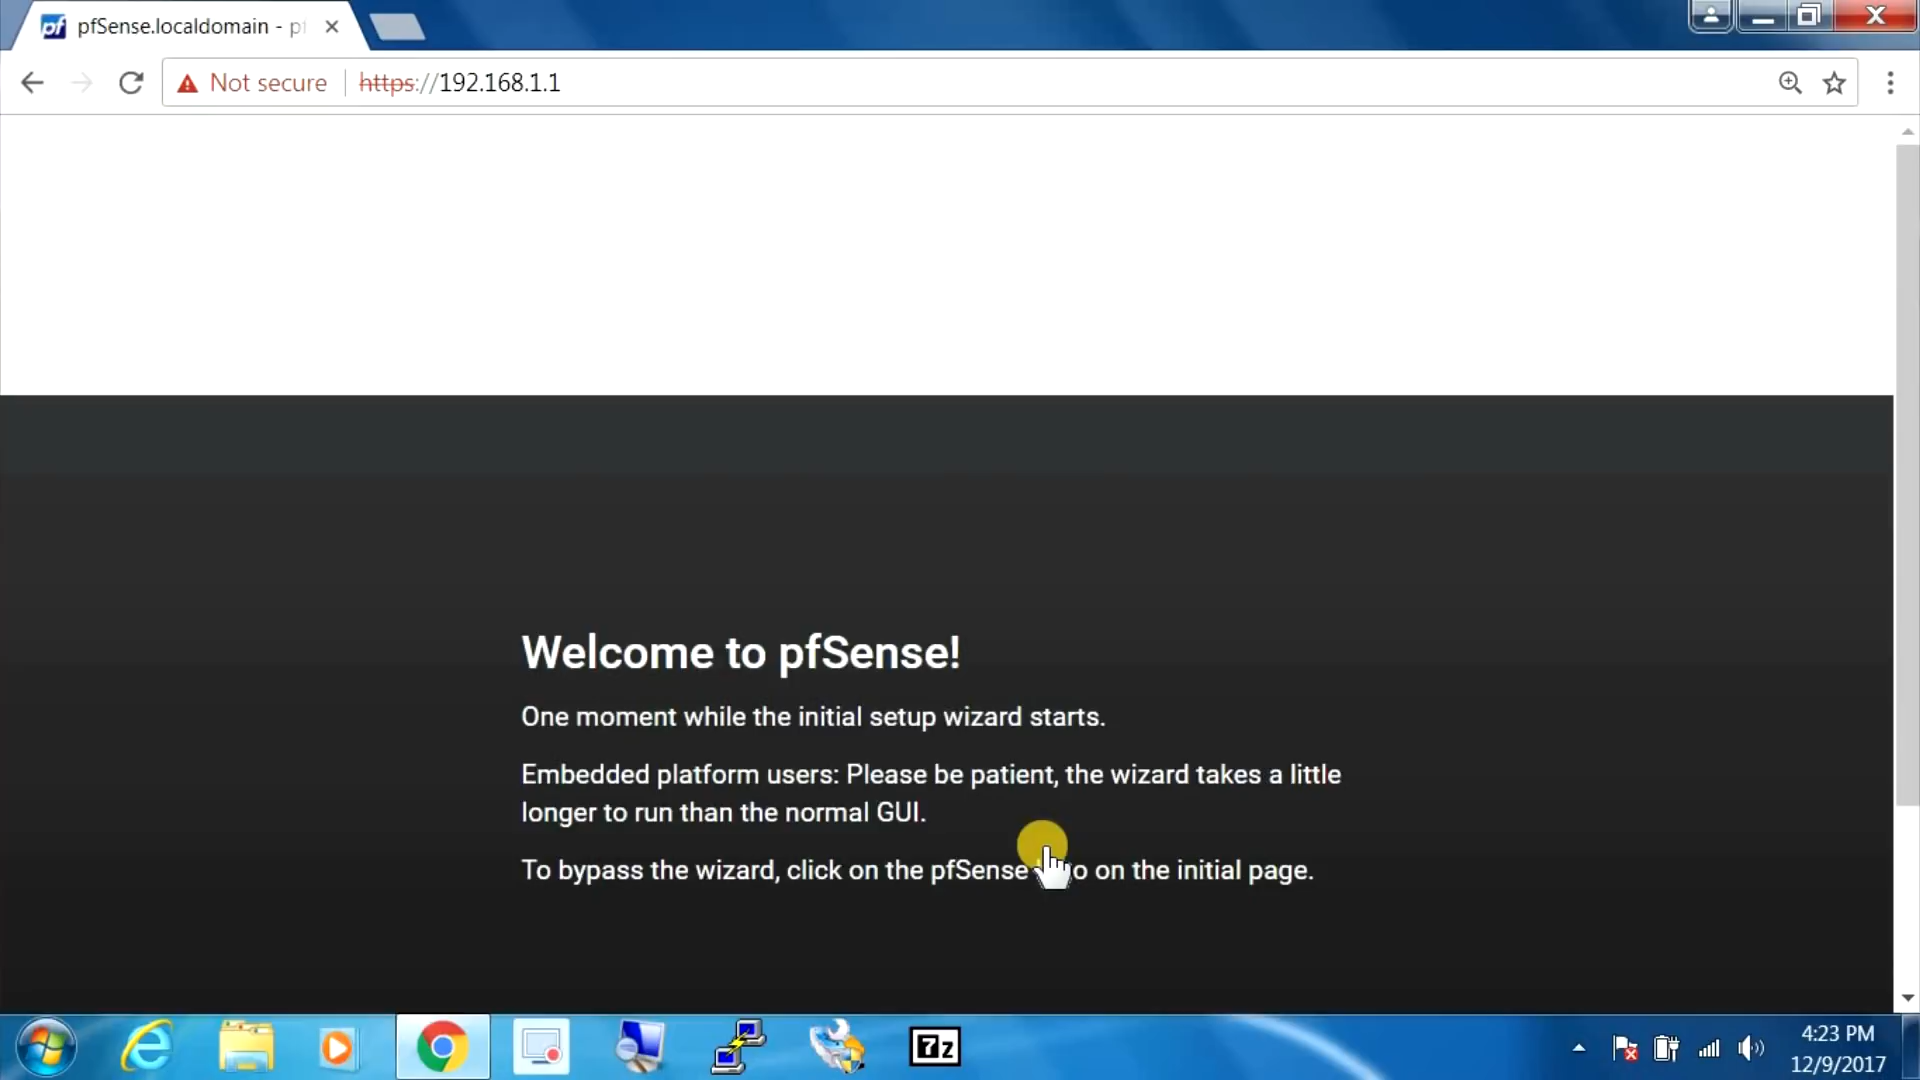 pf pfSense.localdomain - pf
Not secure https://192.168.1.1
Welcome to pfSense!
One moment while the initial setup wizard starts.
Embedded platform users: Please be patient, the wizard takes a little
longer to run than the normal GUI.
To bypass the wizard, click on the pfSense on the initial page.
7z
4:23 PM
12/9/2017